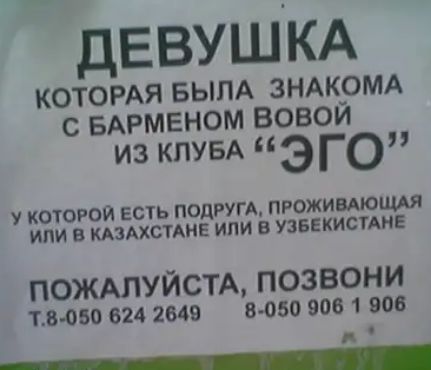 ДЕВУШКА
КОТОРАЯ БЫЛА ЗНАКОМА
С БАРМЕНОМ ВОВОЙ
ИЗ КЛУБА “ЭГО”
У КОТОРОЙ ЕСТЬ ПОДРУГА, ПРОЖИВАЮЩАЯ
ИЛИ В КАЗАХСТАНЕ ИЛИ В УЗБЕКИСТАНЕ
ПОЖАЛУЙСТА, ПОЗВОНИ
Т.8-050 624 2649 8-050 906 1 906